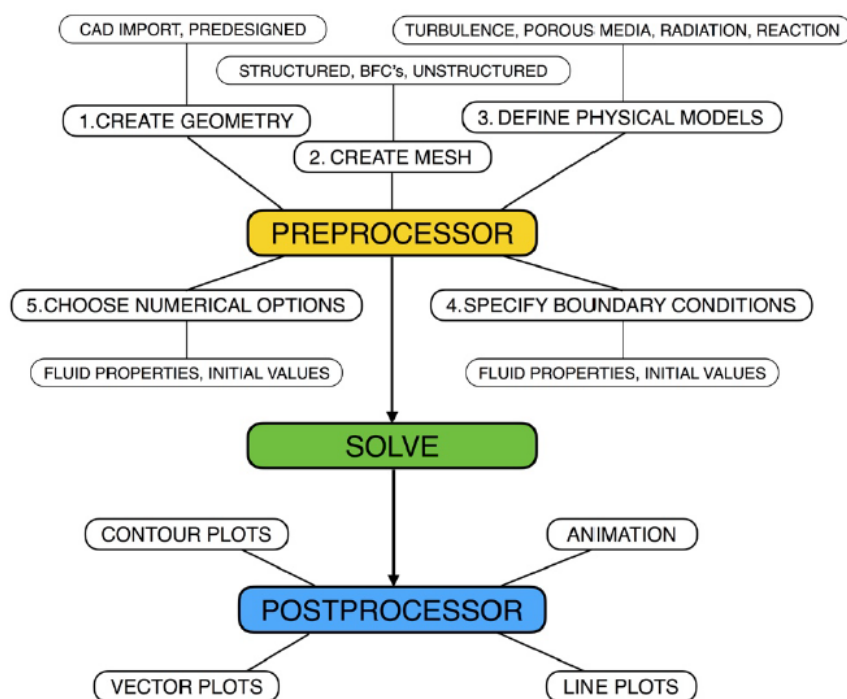 CAD IMPORT, PREDESIGNED
TURBULENCE, POROUS MEDIA, RADIATION, REACTION
STRUCTURED, BFC's, UNSTRUCTURED
1.CREATE GEOMETRY
3. DEFINE PHYSICAL MODELS
2. CREATE MESH
PREPROCESSOR
5.CHOOSE NUMERICAL OPTIONS
4.SPECIFY BOUNDARY CONDITIONS
FLUID PROPERTIES, INITIAL VALUES
FLUID PROPERTIES, INITIAL VALUES
SOLVE
CONTOUR PLOTS
ANIMATION
POSTPROCESSOR
VECTOR PLOTS
LINE PLOTS